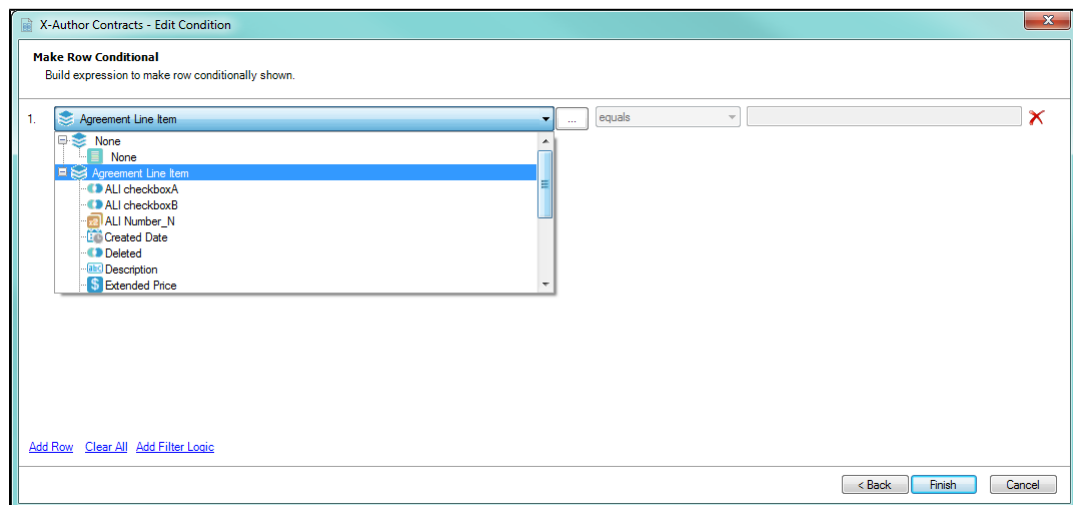 X-Author Contracts - Edit Condition
Make Row Conditional
Build expression to make row conditionally shown.
1. Agreement Line Item ... equals
None
None
Agreement Line Item
ALI checkboxA
ALI checkboxB
ALI Number_N
Created Date
Deleted
Description
Extended Price
Add Row Clear All Add Filter Logic
< Back Finish Cancel